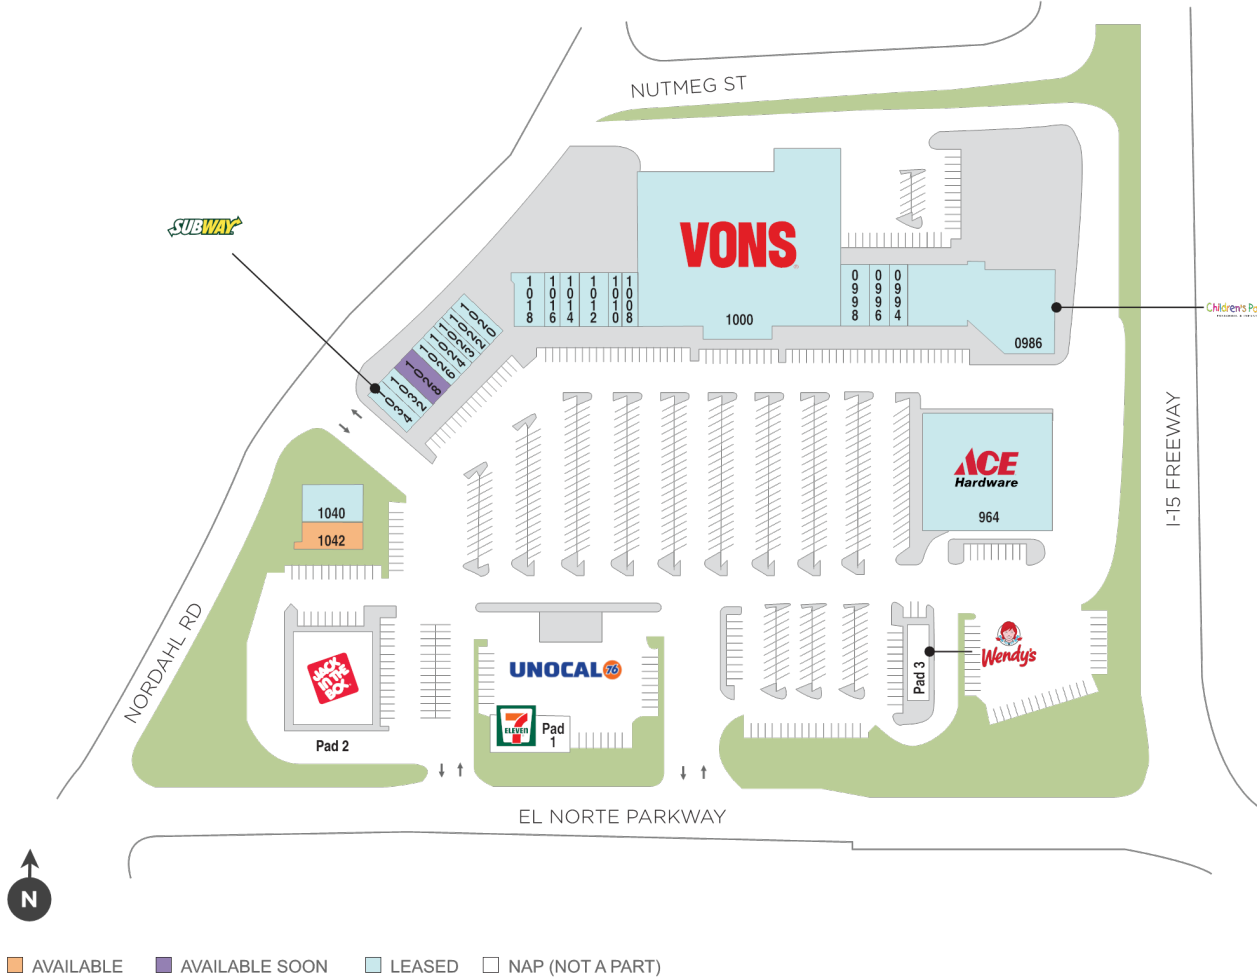 NUTMEG ST
SUBWAY
VONS
1000
1018
1016
1014
1012
1010
1008
0998
0996
0994
0986
Children's
1020
1022
1023
1024
1026
1028
1032
1034
I-15 FREEWAY
ACE
Hardware
964
1040
1042
NORDAHL RD
JACK
IN THE
BOX
Pad 2
UNOCAL 76
7
ELEVEN
Pad
1
Pad 3
Wendy's
EL NORTE PARKWAY
N
AVAILABLE
AVAILABLE SOON
LEASED
NAP (NOT A PART)